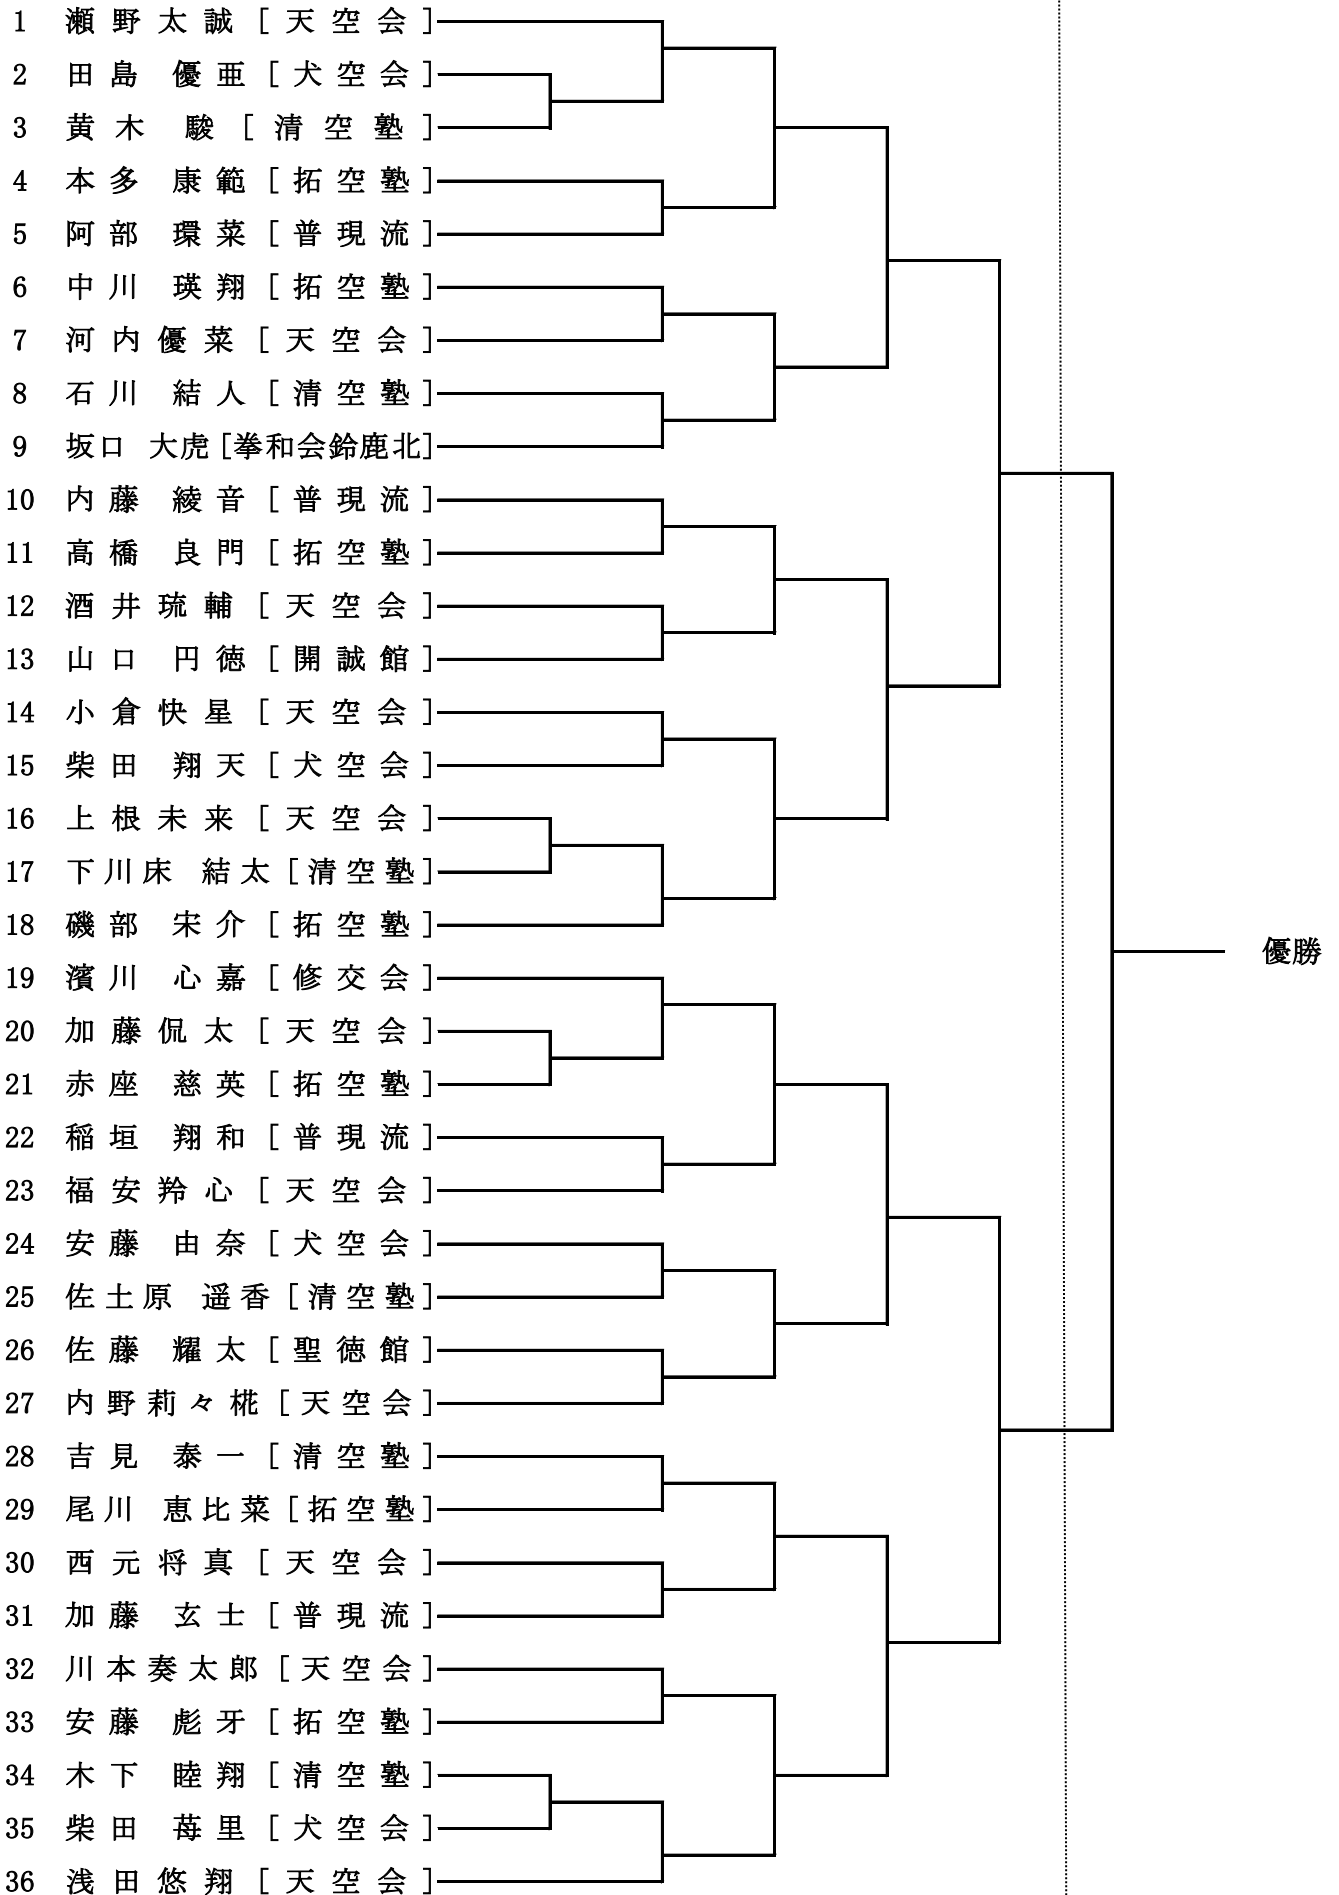 1 瀬野太誠 [天空会]
2 田島 優亜 [犬空会]
3 黄木 駿 [清空塾]
4 本多 康範 [拓空塾]
5 阿部 環菜 [普現流]
6 中川 瑛翔 [拓空塾]
7 河内優菜 [天空会]
8 石川 結人 [清空塾]
9 坂口 大虎 [拳和会鈴鹿北]
10 内藤 綾音 [普現流]
11 高橋 良門 [拓空塾]
12 酒井琉輔 [天空会]
13 山口 円徳 [開誠館]
14 小倉快星 [天空会]
15 柴田 翔天 [犬空会]
16 上根未来 [天空会]
17 下川床 結太 [清空塾]
18 磯部 宋介 [拓空塾]
優勝
19 濱川 心嘉 [修交会]
20 加藤侃太 [天空会]
21 赤座 慈英 [拓空塾]
22 稲垣 翔和 [普現流]
23 福安羚心 [天空会]
24 安藤 由奈 [犬空会]
25 佐土原 遥香 [清空塾]
26 佐藤 耀太 [聖徳館]
27 内野莉々椛 [天空会]
28 吉見 泰一 [清空塾]
29 尾川 恵比菜 [拓空塾]
30 西元将真 [天空会]
31 加藤 玄士 [普現流]
32 川本奏太郎 [天空会]
33 安藤 彪牙 [拓空塾]
34 木下 睦翔 [清空塾]
35 柴田 苺里 [犬空会]
36 浅田悠翔 [天空会]